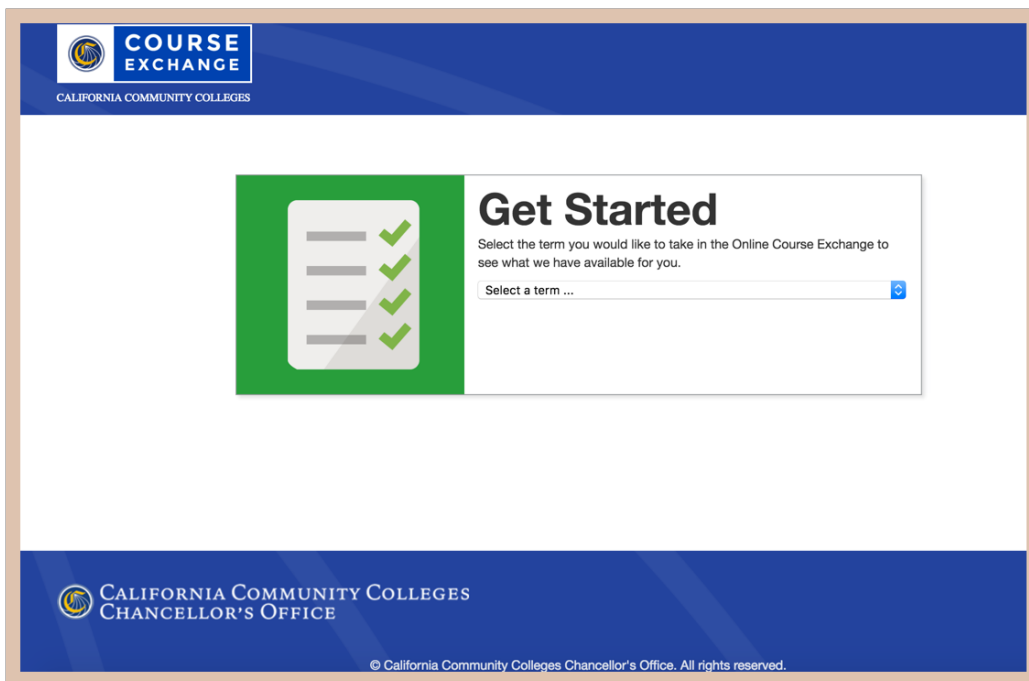 COURSE
EXCHANGE
CALIFORNIA COMMUNITY COLLEGES
Get Started
Select the term you would like to take in the Online Course Exchange to
see what we have available for you.
Select a term ...
CALIFORNIA COMMUNITY COLLEGES
CHANCELLOR'S OFFICE
© California Community Colleges Chancellor's Office. All rights reserved.